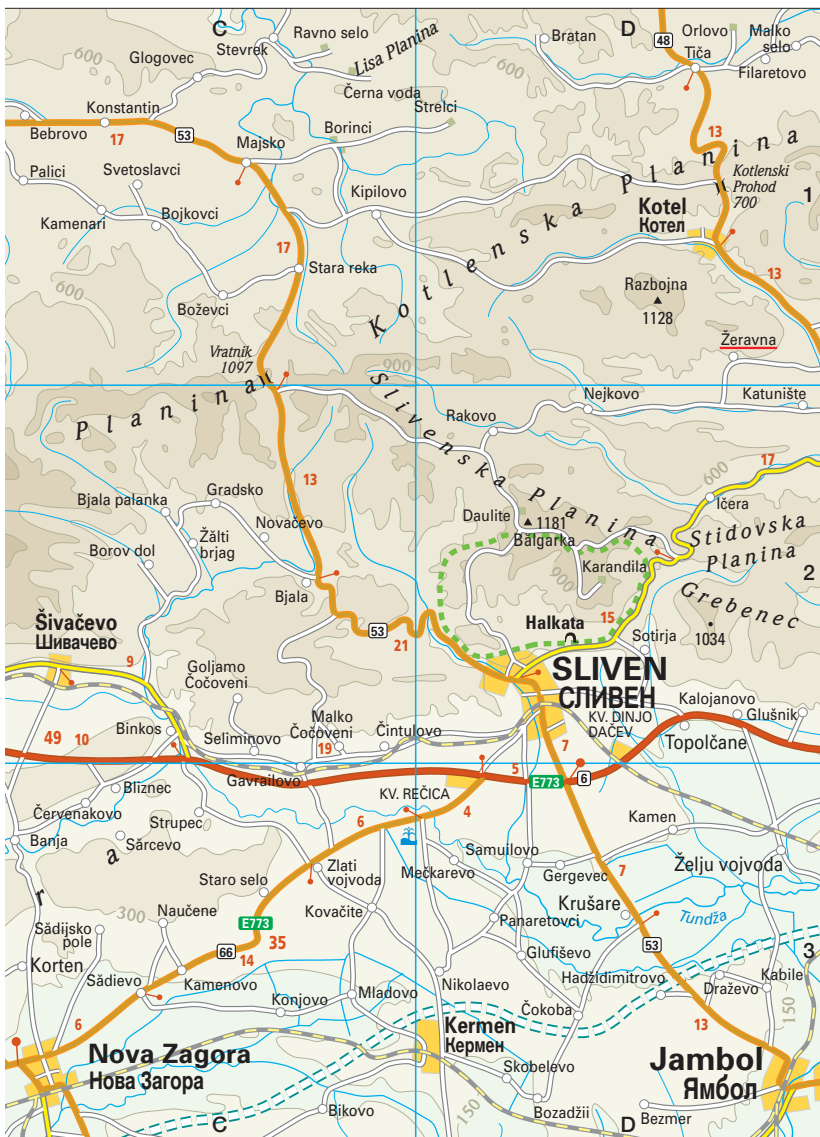 C
D
Ravno selo
Stevrek
Glogovec
Lisa Planina
Černa voda
Strelci
600
Bratan
600
48
Orlovo
Malko
selo
Tiča
Filaretovo
Konstantin
Bebrovo
17
53
Majsko
Borinci
13
Palici
Svetoslavci
Kipilovo
Kotlenska Planina
Kotlenski
Prohod
700
1
Kamenari
Bojkovci
Kotel
Котел
17
Stara reka
13
600
Boževci
Razbojna
1128
Vratnik
1097
Žeravna
900
Planina
Slivenska Planina
Nejkovo
Katunište
Rakovo
13
17
600
Bjala palanka
Gradsko
Ičera
Daulite
1181
Novačevo
Bălgarka
Stidovska
Planina
Žălti
brjag
Borov dol
Karandila
900
2
Bjala
Grebenec
1034
Šivačevo
Шивачево
53
21
Halkata
15
Sotirja
9
Goljamo
Čočoveni
SLIVEN
СЛИВЕН
Kalojanovo
Glušnik
KV. DINJO
DAČEV
Binkos
Malko
Čočoveni
Čintulovo
Topolčane
49
10
Seliminovo
19
7
Gavrailovo
5
E773
6
Bliznec
KV. REČICA
Červenakovo
4
6
Strupec
Kamen
Banja
Sărcevo
Samuilovo
Želju vojvoda
Mečkarevo
Gergevec
7
Zlati
vojvoda
r a
Staro selo
Krušare
Kovačite
Tundža
300
Naučene
E773
Panaretovci
Sădijsko
pole
35
53
66
14
Glufiševo
3
Korten
Hadžidimitrovo
Kabile
Sădievo
Kamenovo
Nikolaevo
Draževo
Konjovo
Mladovo
Čokoba
150
6
13
Kermen
Кермен
Nova Zagora
Нова Загора
Jambol
Ямбол
Skobelevo
150
Bikovo
Bozadžii
Bezmer
C
D